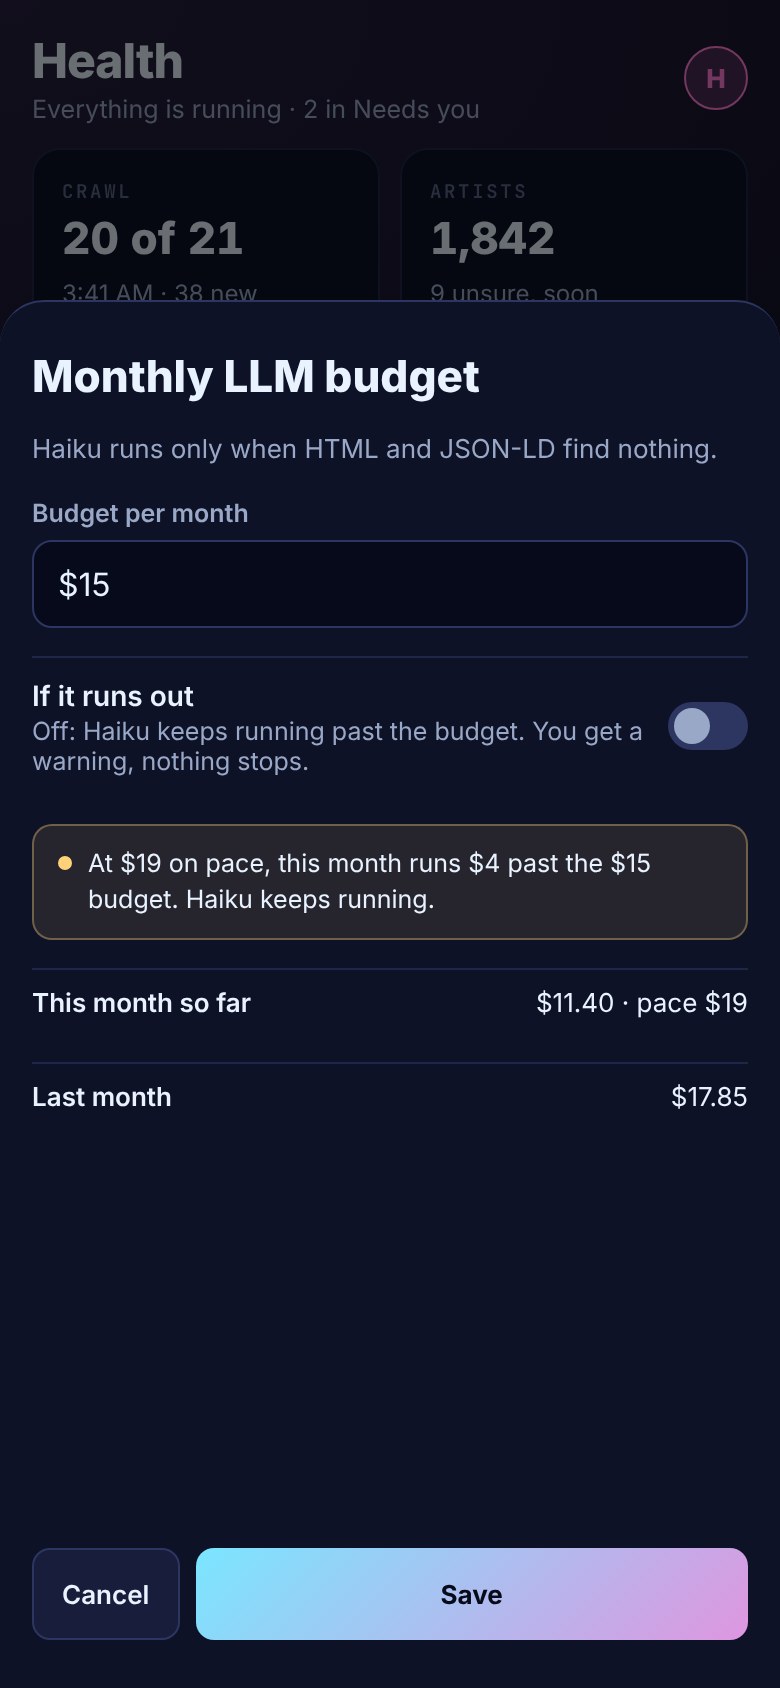 Health
Everything is running · 2 in Needs you
H
CRAWL
20 of 21
3:41 AM · 38 new
ARTISTS
1,842
9 unsure, soon
Monthly LLM budget
Haiku runs only when HTML and JSON-LD find nothing.
Budget per month
$15
If it runs out
Off: Haiku keeps running past the budget. You get a
warning, nothing stops.
At $19 on pace, this month runs $4 past the $15
budget. Haiku keeps running.
This month so far
$11.40 · pace $19
Last month
$17.85
Cancel
Save